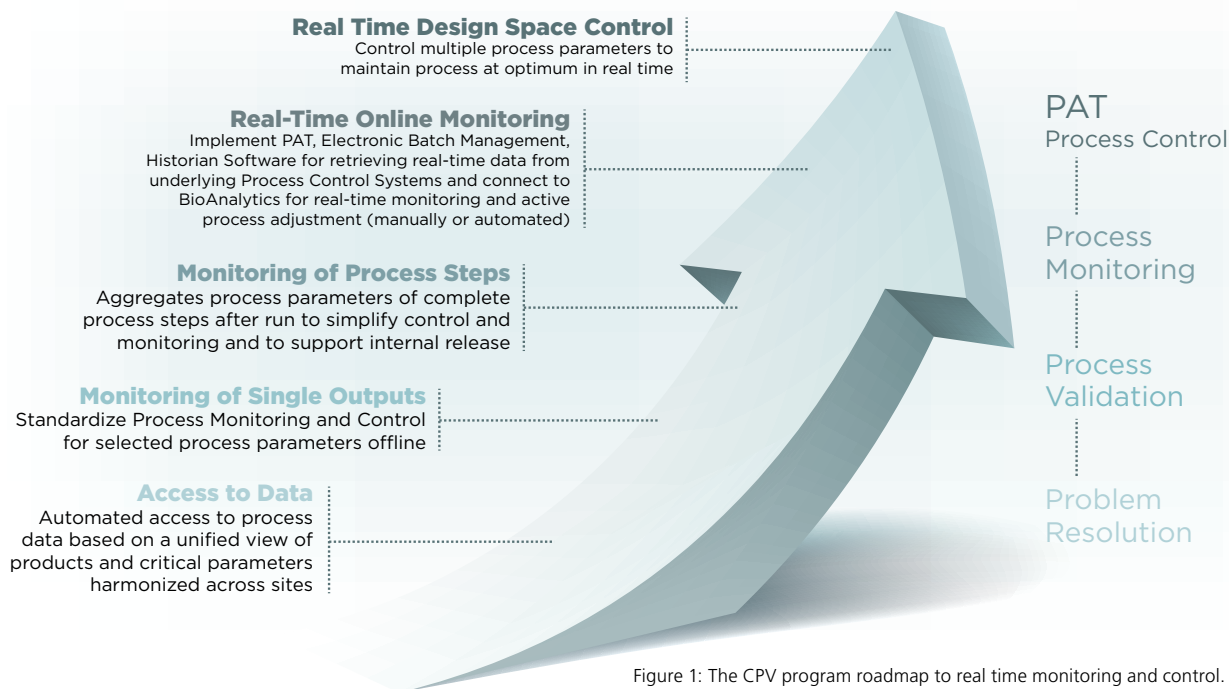 Real Time Design Space Control
Control multiple process parameters to
maintain process at optimum in real time
Real-Time Online Monitoring
Implement PAT, Electronic Batch Management,
Historian Software for retrieving real-time data from
underlying Process Control Systems and connect to
BioAnalytics for real-time monitoring and active
process adjustment (manually or automated)
Monitoring of Process Steps
Aggregates process parameters of complete
process steps after run to simplify control and
monitoring and to support internal release
Monitoring of Single Outputs
Standardize Process Monitoring and Control
for selected process parameters offline
Access to Data
Automated access to process
data based on a unified view of
products and critical parameters
harmonized across sites
PAT
Process Control
Process
Monitoring
Process
Validation
Problem
Resolution
Figure 1: The CPV program roadmap to real time monitoring and control.